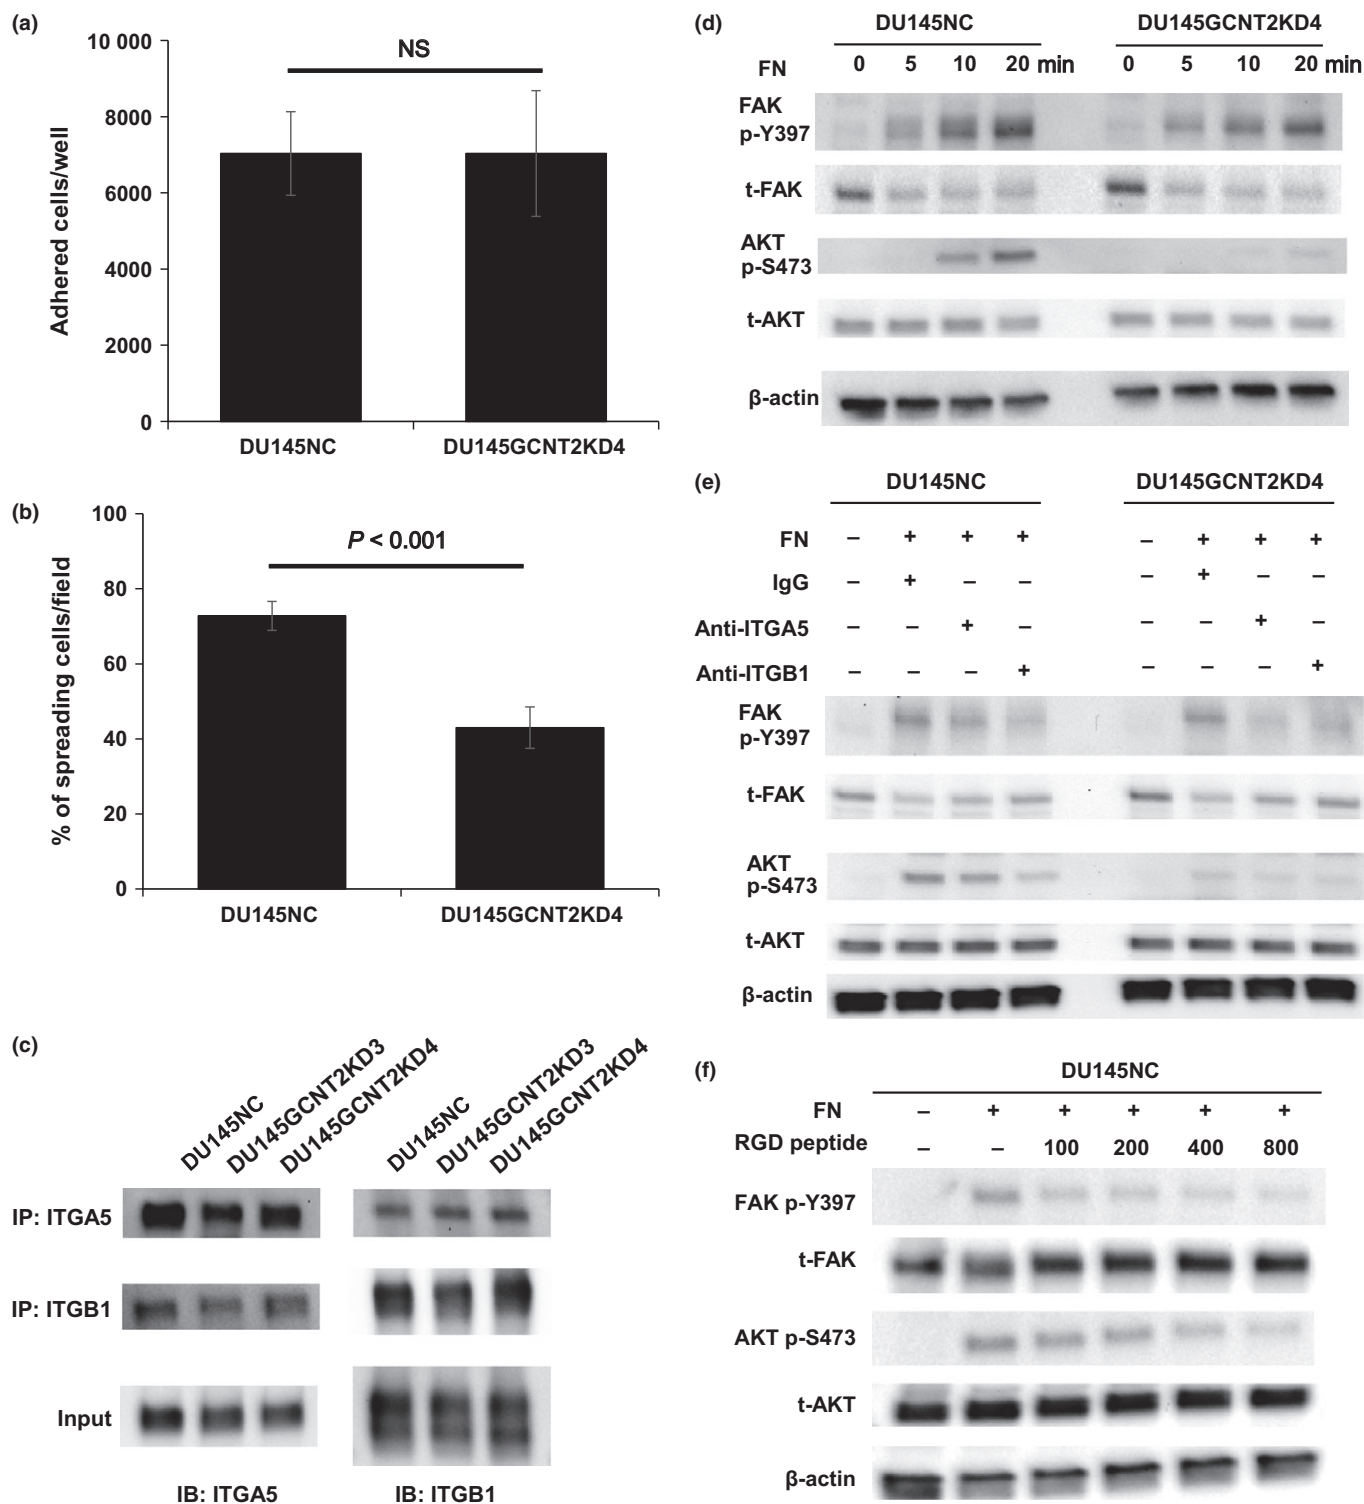 (a)
10 000
8000
6000
4000
2000
0
Adhered cells/well
NS
DU145NC DU145GCNT2KD4
(b)
100
80
60
40
20
0
% of spreading cells/field
P < 0.001
DU145NC DU145GCNT2KD4
(c)
DU145NC DU145GCNT2KD3 DU145GCNT2KD4 DU145NC DU145GCNT2KD3 DU145GCNT2KD4
IP: ITGA5
IP: ITGB1
Input
IB: ITGA5 IB: ITGB1
(d)
DU145NC DU145GCNT2KD4
FN 0 5 10 20 min 0 5 10 20 min
FAK
p-Y397
t-FAK
AKT
p-S473
t-AKT
β-actin
(e)
DU145NC DU145GCNT2KD4
FN – + + + – + + +
IgG – + – – – + – –
Anti-ITGA5 – – + – – – + –
Anti-ITGB1 – – – + – – – +
FAK
p-Y397
t-FAK
AKT
p-S473
t-AKT
β-actin
(f)
DU145NC
FN – + + + + +
RGD peptide – – 100 200 400 800
FAK p-Y397
t-FAK
AKT p-S473
t-AKT
β-actin